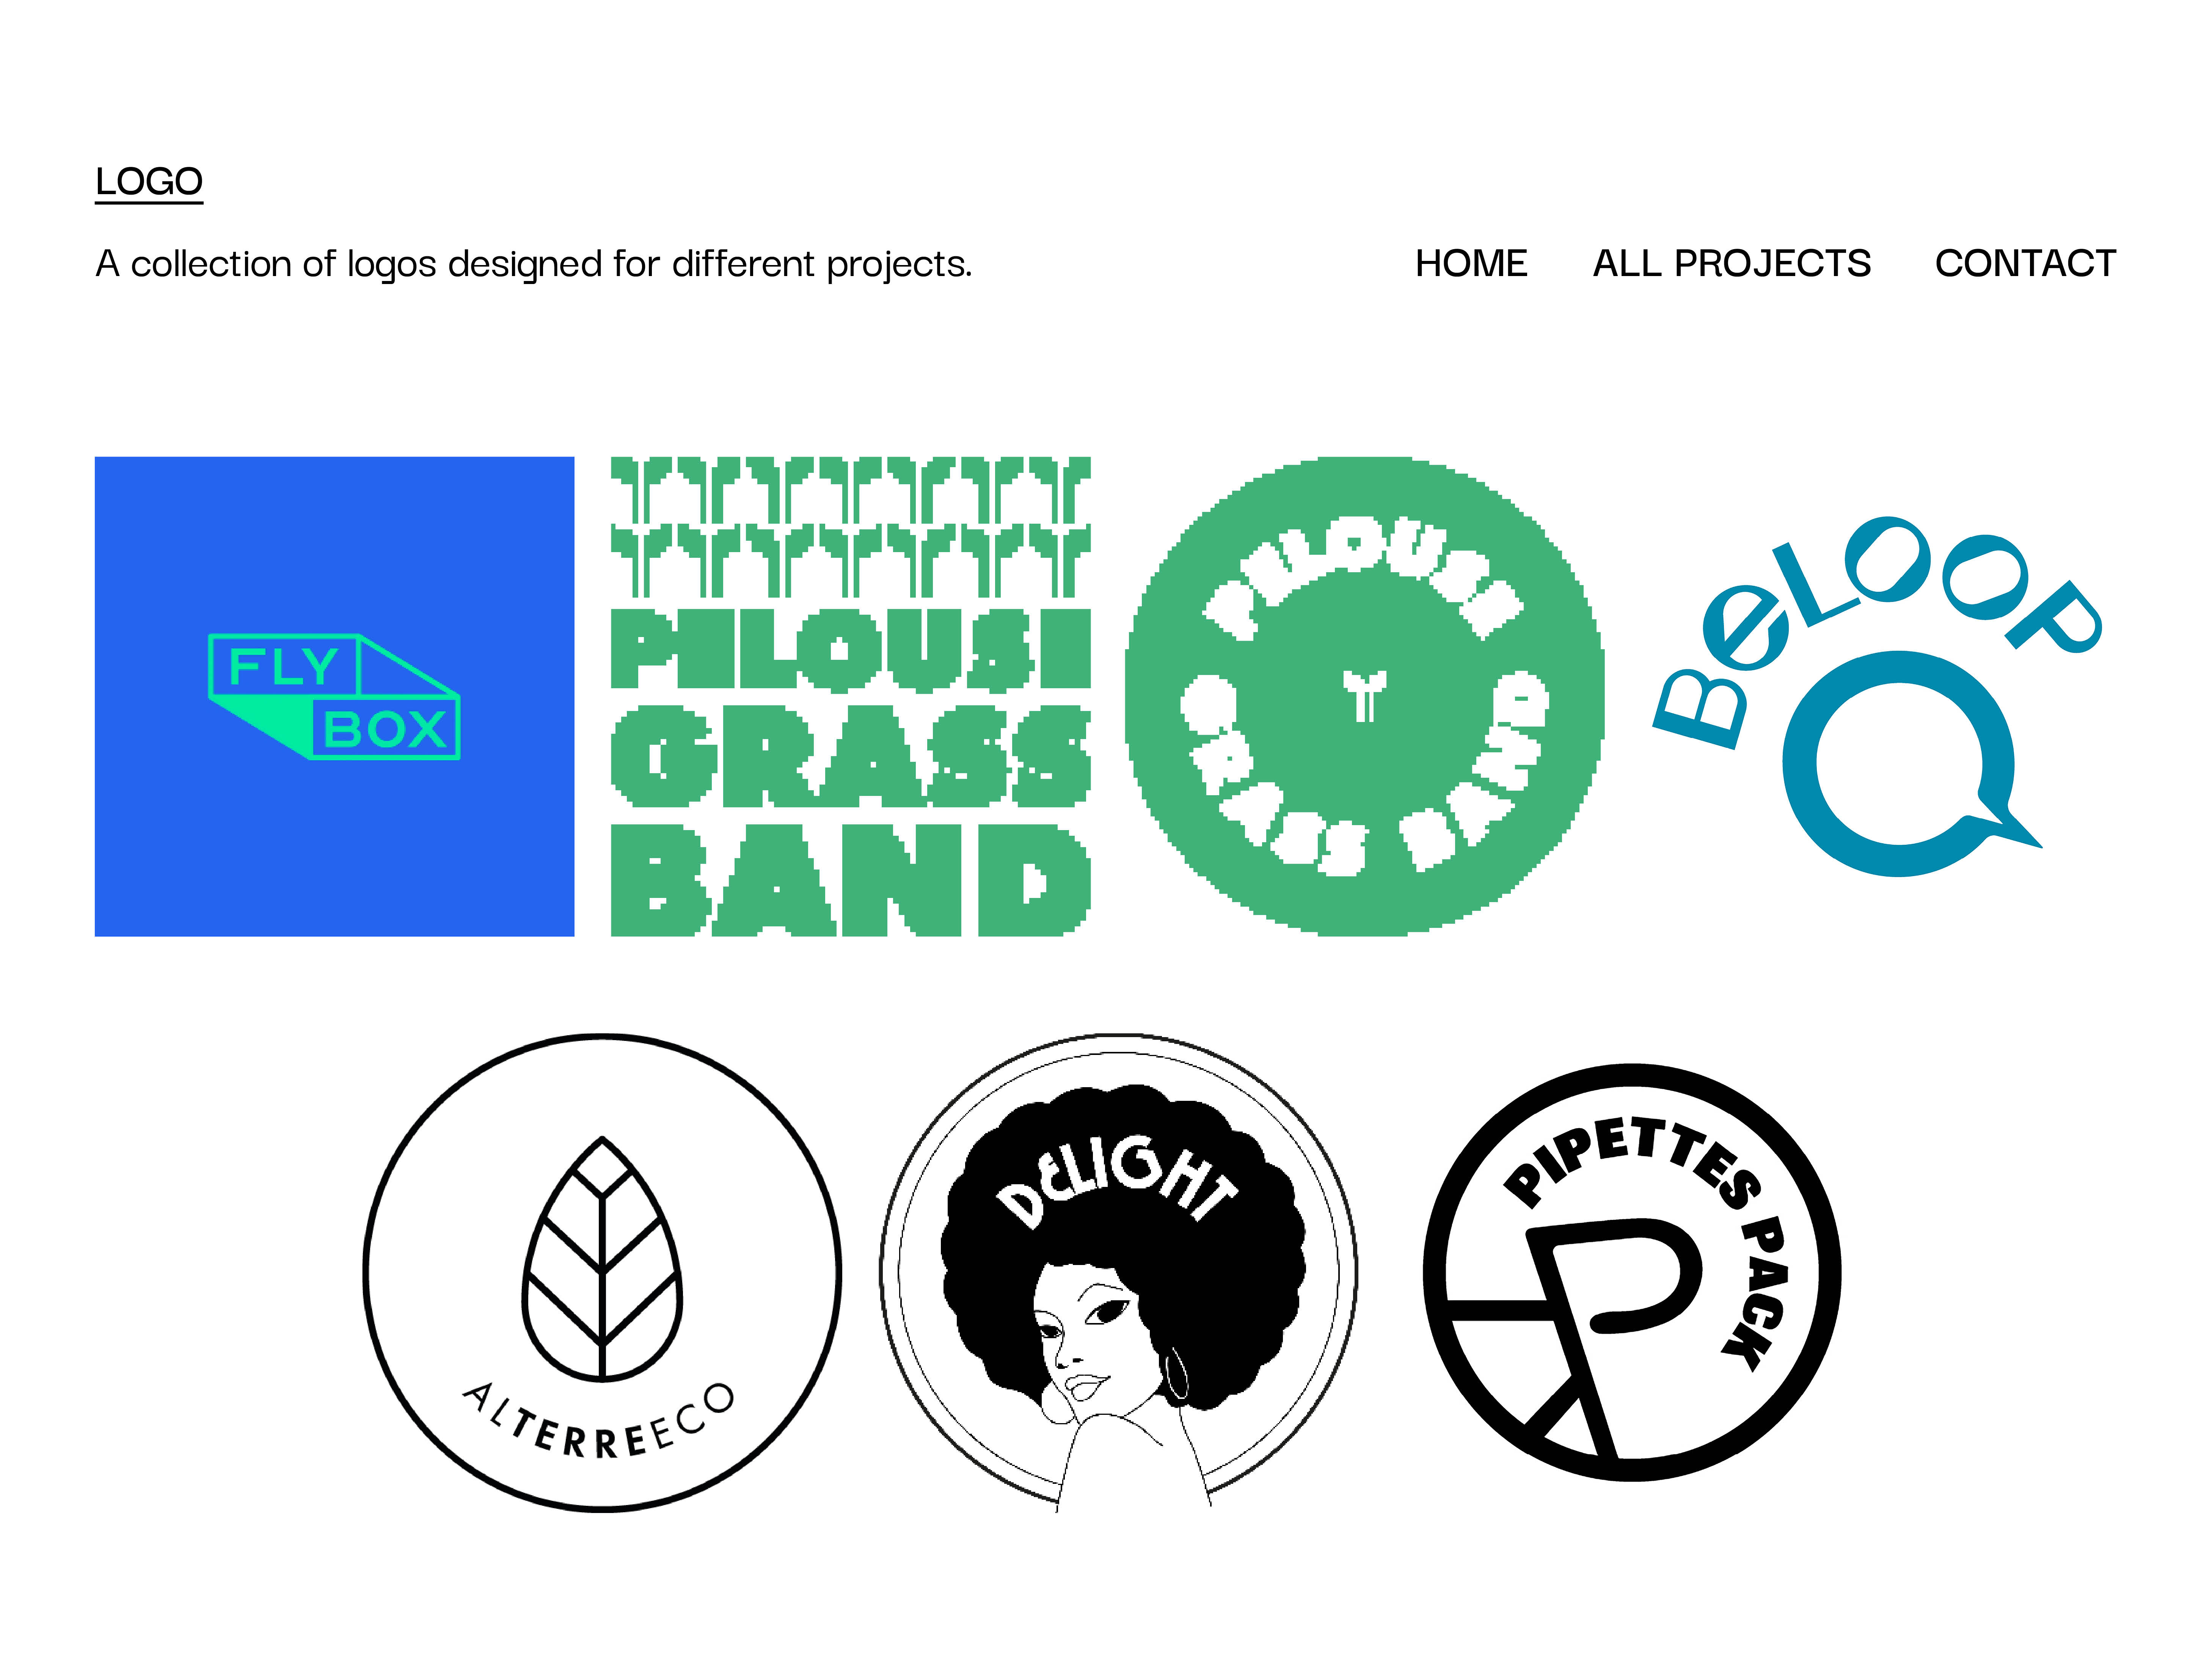 LOGO
A collection of logos designed for different projects.
HOME ALL PROJECTS CONTACT
FLY
BOX
PILOUSI
GRASS
BAND
PILOUSI
GRASS BAND
BeLOOP
ALTERREECO
DELIGHT
PIPETTES PACK